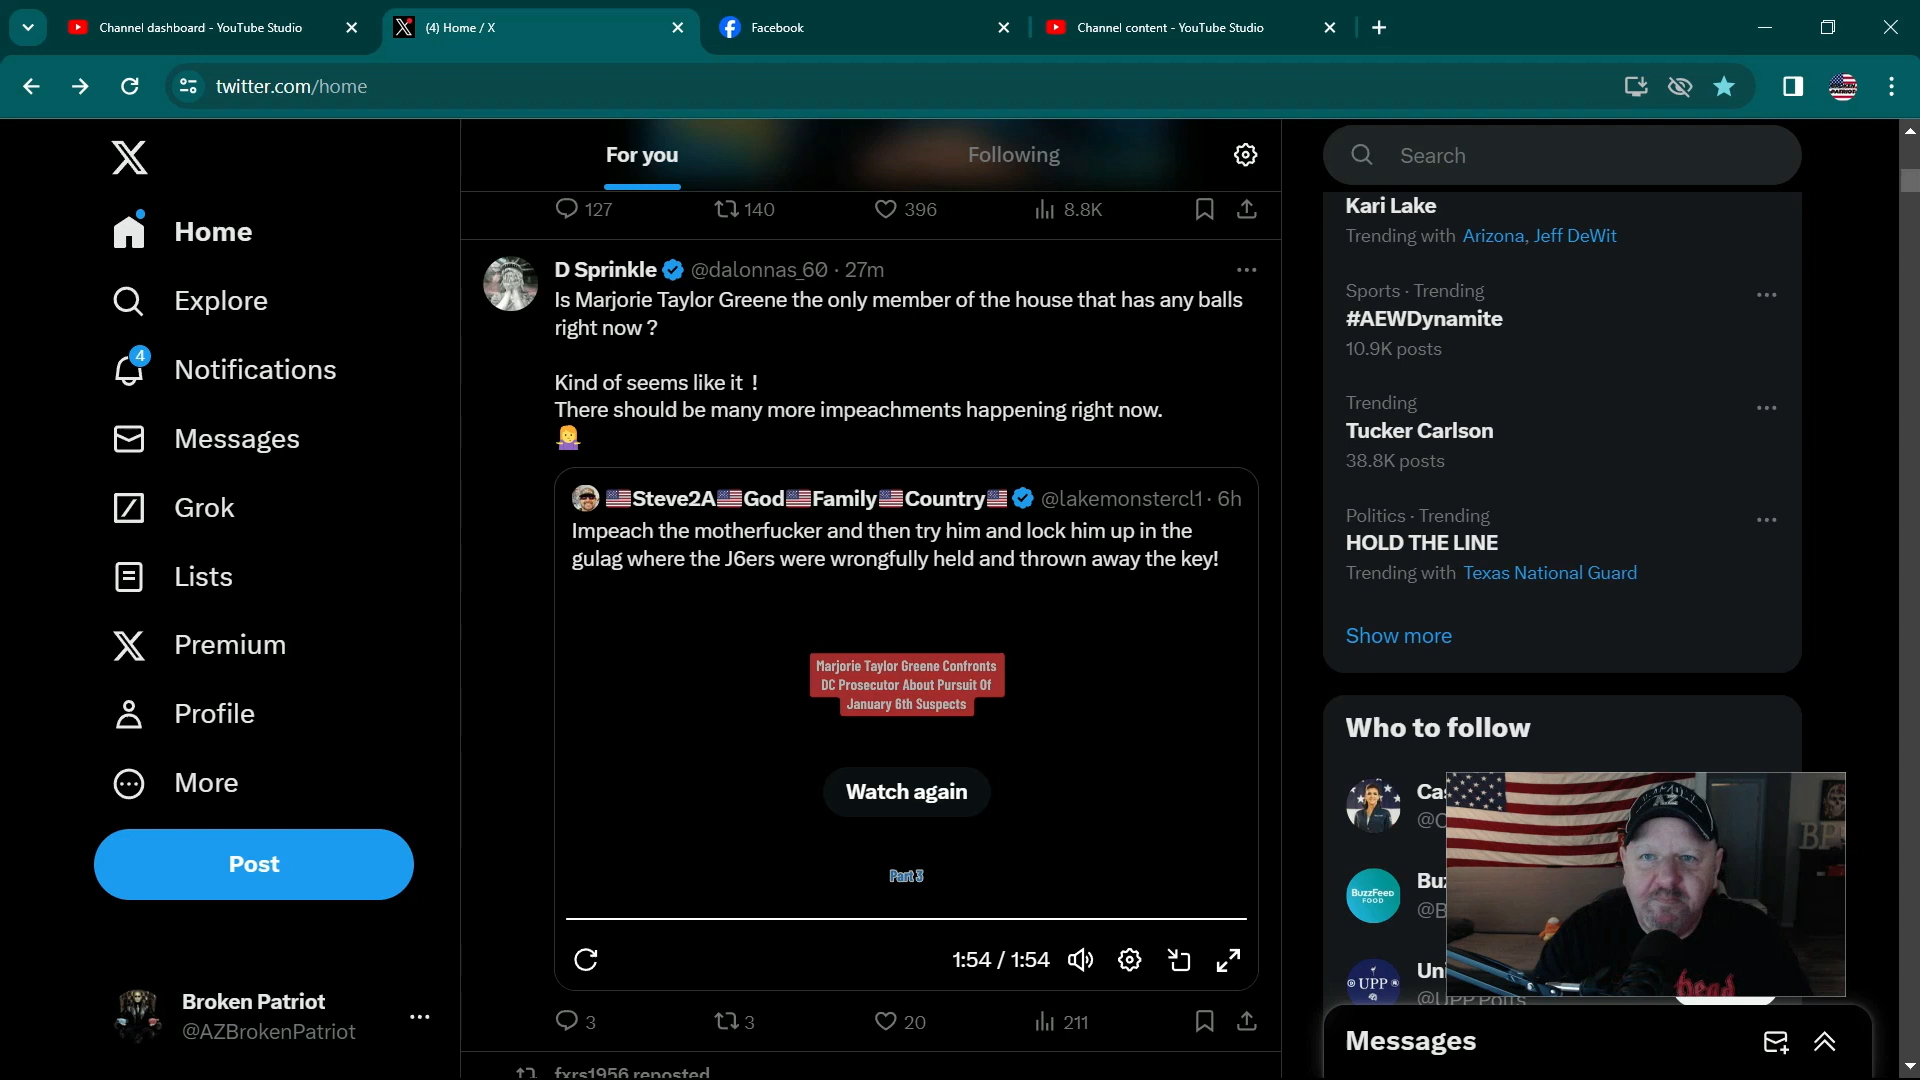 Channel dashboard - YouTube Studio
(4) Home / X
Facebook
Channel content - YouTube Studio
twitter.com/home
Home
Explore
4
Notifications
Messages
Grok
Lists
Premium
Profile
More
Post
Broken Patriot
@AZBrokenPatriot
For you
Following
127
140
396
8.8K
D Sprinkle @dalonnas_60 · 27m
Is Marjorie Taylor Greene the only member of the house that has any balls
right now ?
Kind of seems like it !
There should be many more impeachments happening right now.
🤷‍♀️
🇺🇸Steve2A🇺🇸God🇺🇸Family🇺🇸Country🇺🇸 @lakemonstercl1 · 6h
Impeach the motherfucker and then try him and lock him up in the
gulag where the J6ers were wrongfully held and thrown away the key!
Marjorie Taylor Greene Confronts
DC Prosecutor About Pursuit Of
January 6th Suspects
Watch again
Part 3
1:54 / 1:54
3
3
20
211
fxrs1956 reposted
Search
Kari Lake
Trending with Arizona, Jeff DeWit
Sports · Trending
#AEWDynamite
10.9K posts
Trending
Tucker Carlson
38.8K posts
Politics · Trending
HOLD THE LINE
Trending with Texas National Guard
Show more
Who to follow
Ca
@C
BuzzFeed
FOOD
Bu
@B
UPP
Un
@UPP
AZ
BP
head
Messages